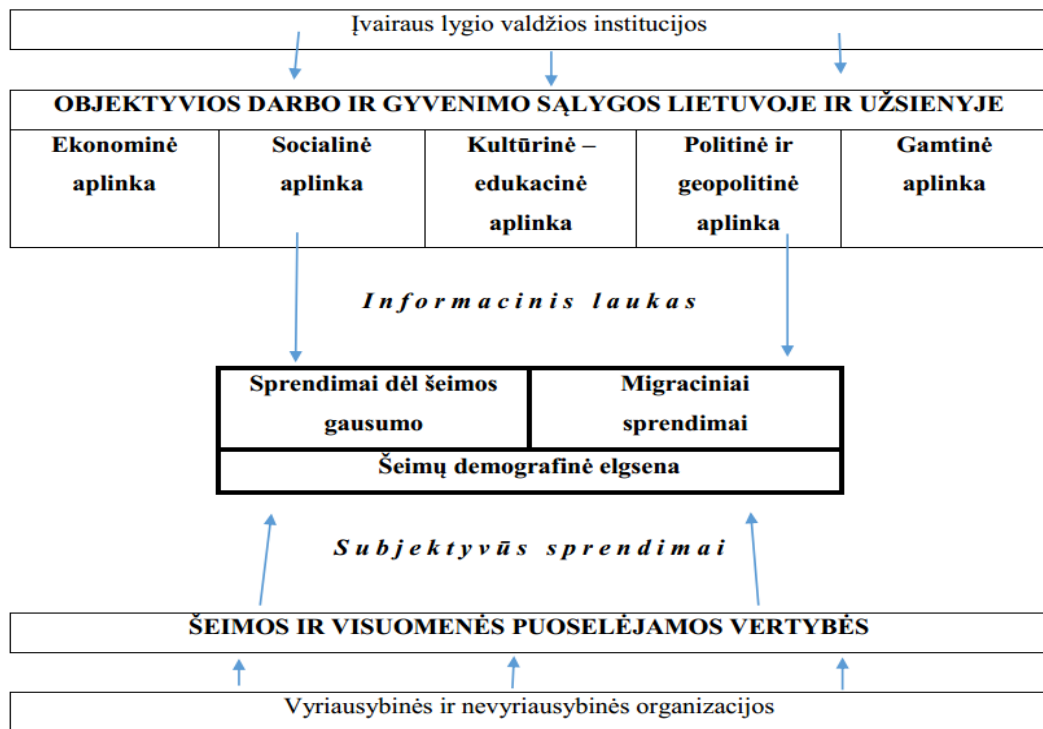 Įvairaus lygio valdžios institucijos
OBJEKTYVIOS DARBO IR GYVENIMO SĄLYGOS LIETUVOJE IR UŽSIENYJE
Ekonominė
aplinka
Socialinė
aplinka
Kultūrinė –
edukacinė
aplinka
Politinė ir
geopolitinė
aplinka
Gamtinė
aplinka
Informacinis laukas
Sprendimai dėl šeimos
gausumo
Migraciniai
sprendimai
Šeimų demografinė elgsena
Subjektyvūs sprendimai
ŠEIMOS IR VISUOMENĖS PUOSELĖJAMOS VERTYBĖS
Vyriausybinės ir nevyriausybinės organizacijos